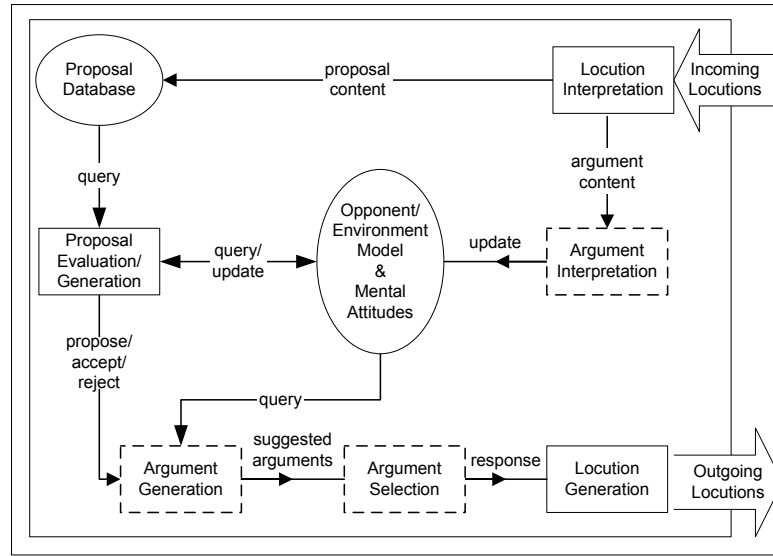 Proposal
Database
proposal
content
Locution
Interpretation
Incoming
Locutions
query
argument
content
Proposal
Evaluation/
Generation
query/
update
Opponent/
Environment
Model
&
Mental
Attitudes
update
Argument
Interpretation
propose/
accept/
reject
query
Argument
Generation
suggested
arguments
Argument
Selection
response
Locution
Generation
Outgoing
Locutions